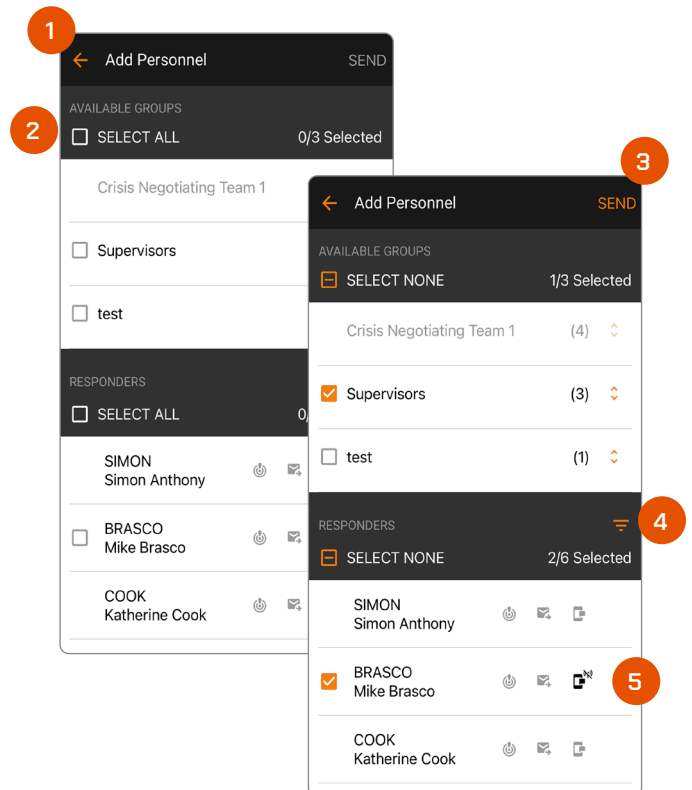 1
Add Personnel SEND
AVAILABLE GROUPS
2
SELECT ALL 0/3 Selected
Crisis Negotiating Team 1
Supervisors
test
RESPONDERS
SELECT ALL 0/
SIMON
Simon Anthony
BRASCO
Mike Brasco
COOK
Katherine Cook
3
Add Personnel SEND
AVAILABLE GROUPS
SELECT NONE 1/3 Selected
Crisis Negotiating Team 1 (4)
Supervisors (3)
test (1)
RESPONDERS
4
SELECT NONE 2/6 Selected
SIMON
Simon Anthony
BRASCO
Mike Brasco
5
COOK
Katherine Cook